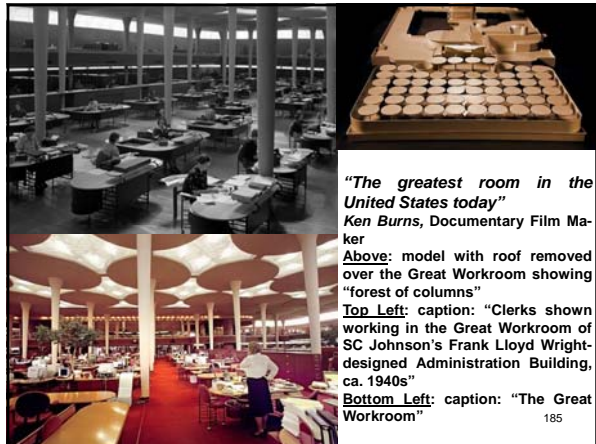 “The greatest room in the
United States today”
Ken Burns, Documentary Film Ma-
ker
Above: model with roof removed
over the Great Workroom showing
“forest of columns”
Top Left: caption: “Clerks shown
working in the Great Workroom of
SC Johnson’s Frank Lloyd Wright-
designed Administration Building,
ca. 1940s”
Bottom Left: caption: “The Great
Workroom”
185